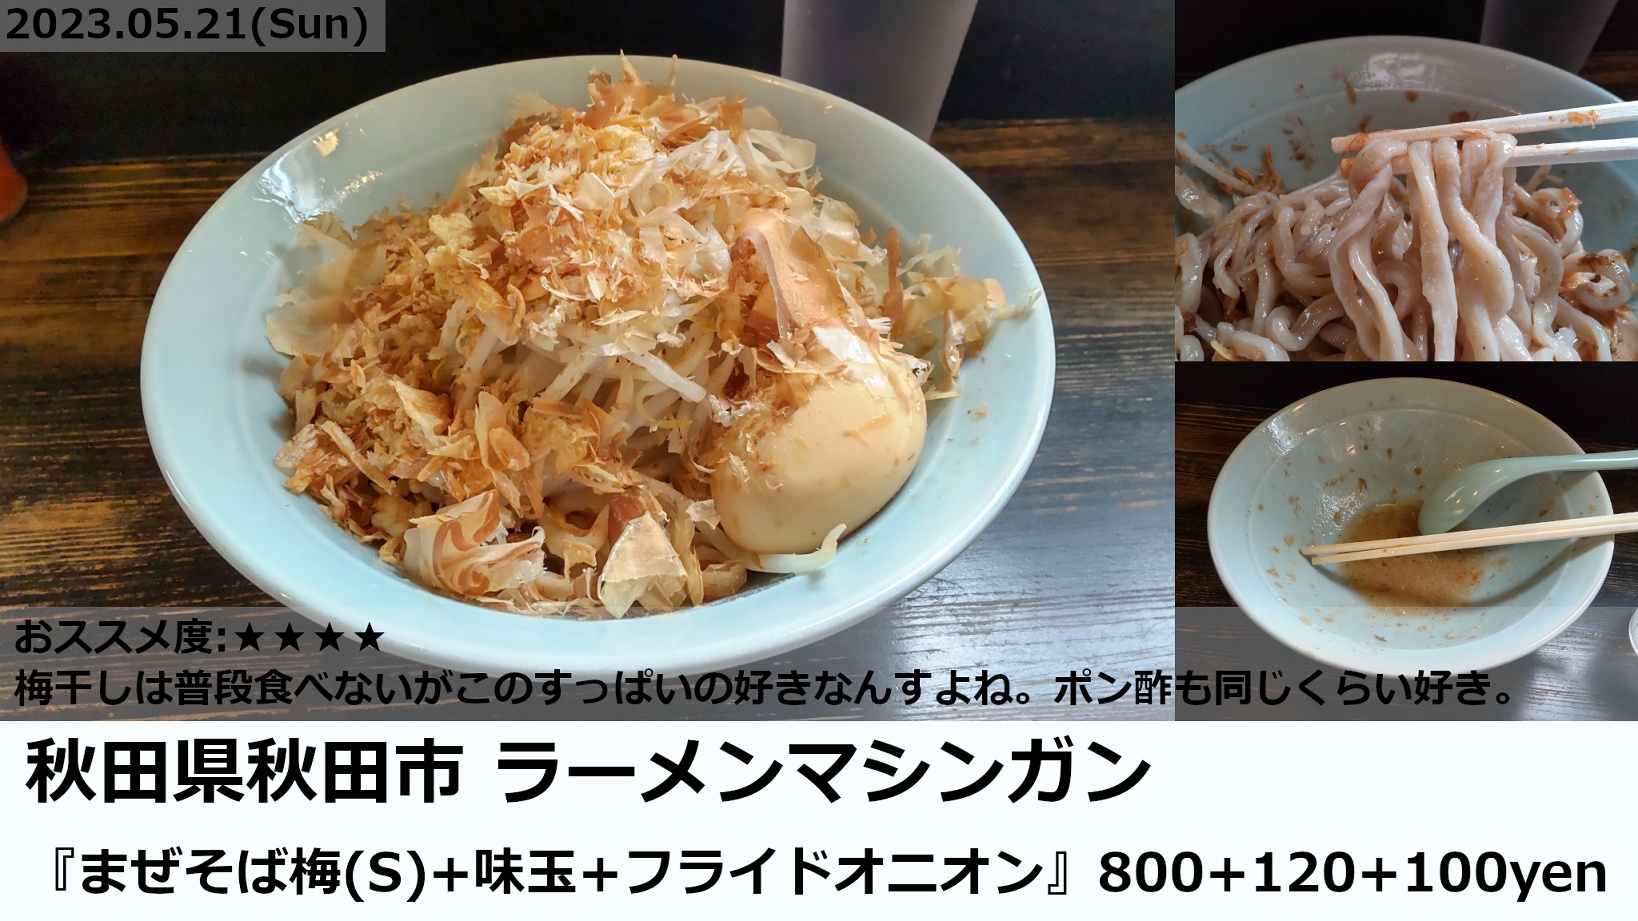 2023.05.21(Sun)
おススメ度:★★★★
梅干しは普段食べないがこのすっぱいの好きなんすよね。ポン酢も同じくらい好き。
秋田県秋田市 ラーメンマシンガン
『まぜそば梅(S)+味玉+フライドオニオン』800+120+100yen